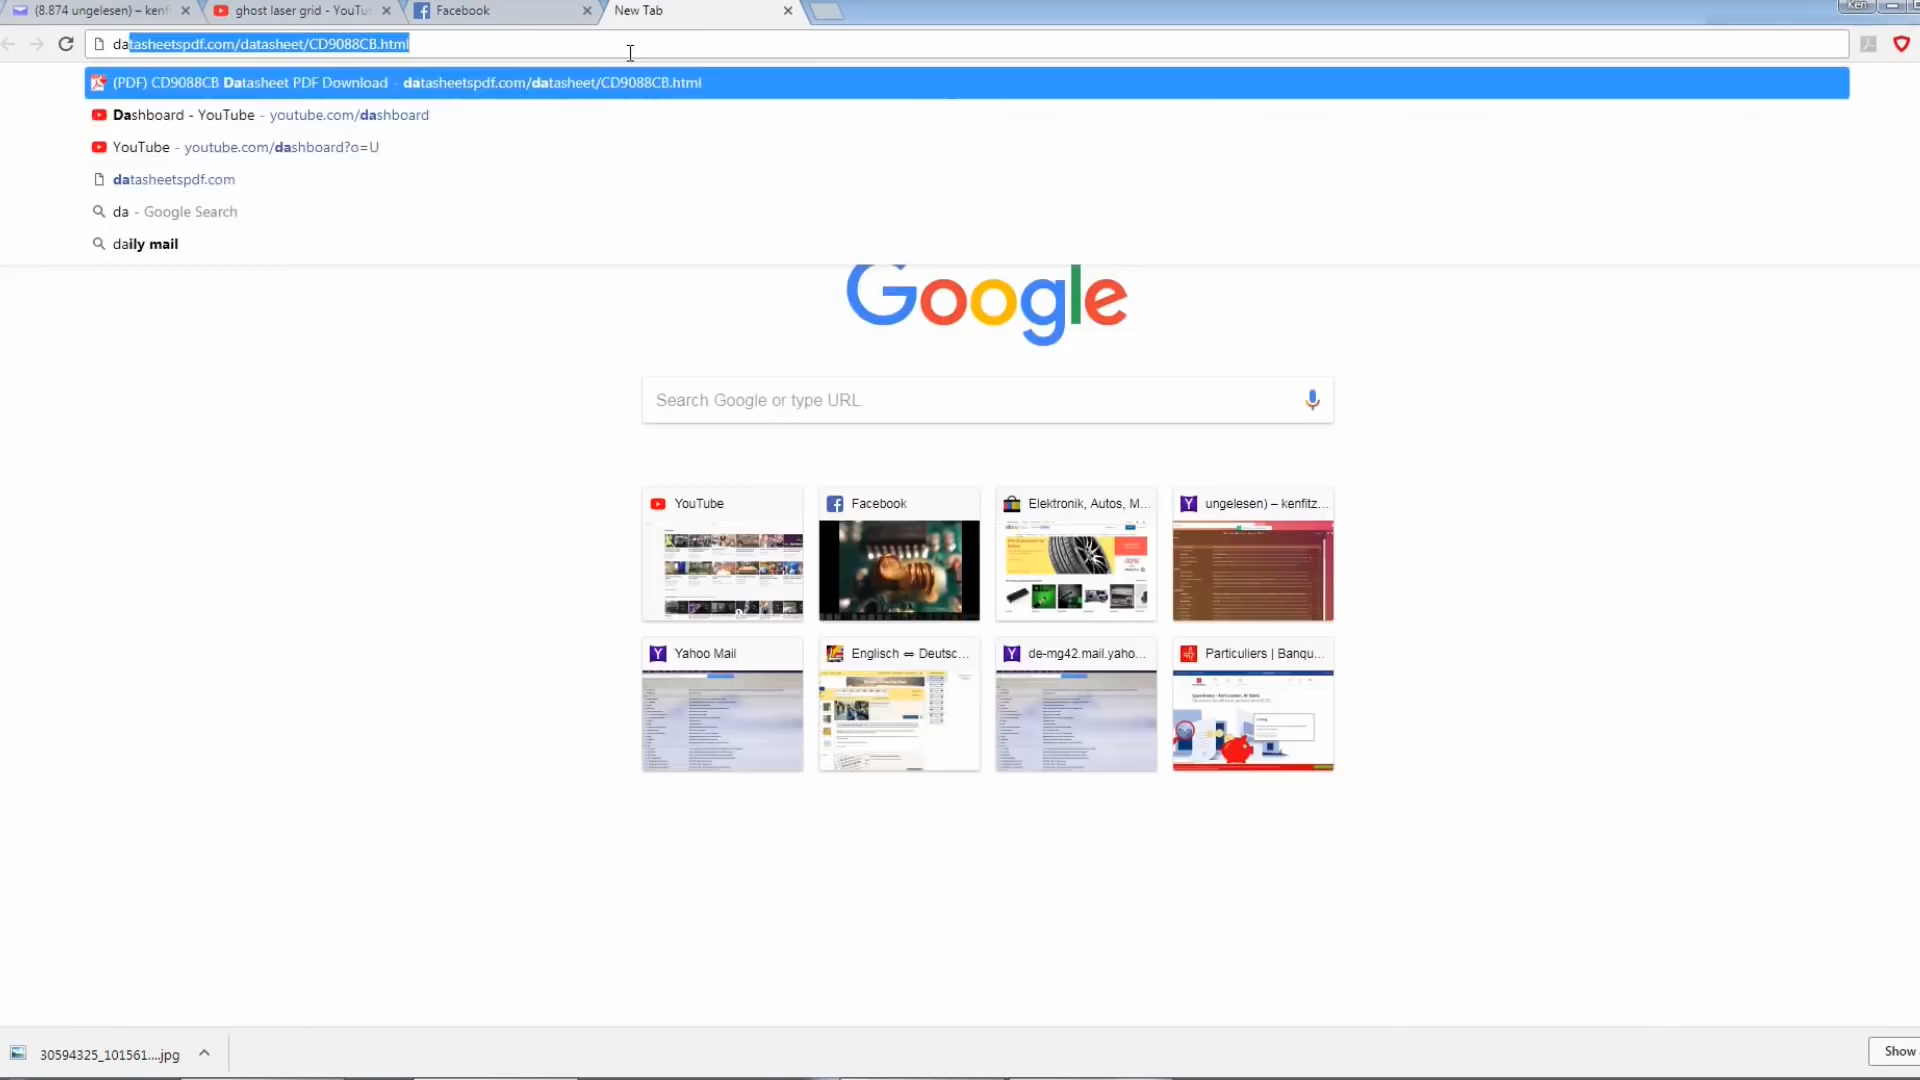 (8.874 ungelesen) – kenfi
ghost laser grid - YouTu
Facebook
New Tab
Ken
datasheetspdf.com/datasheet/CD9088CB.html
(PDF) CD9088CB Datasheet PDF Download - datasheetspdf.com/datasheet/CD9088CB.html
Dashboard - YouTube - youtube.com/dashboard
YouTube - youtube.com/dashboard?o=U
datasheetspdf.com
da - Google Search
daily mail
Google
Search Google or type URL
YouTube
Facebook
Elektronik, Autos, M...
ungelesen) – kenfitz...
Yahoo Mail
Englisch ⇔ Deutsc...
de-mg42.mail.yaho...
Particuliers | Banqu...
30594325_101561....jpg
Show